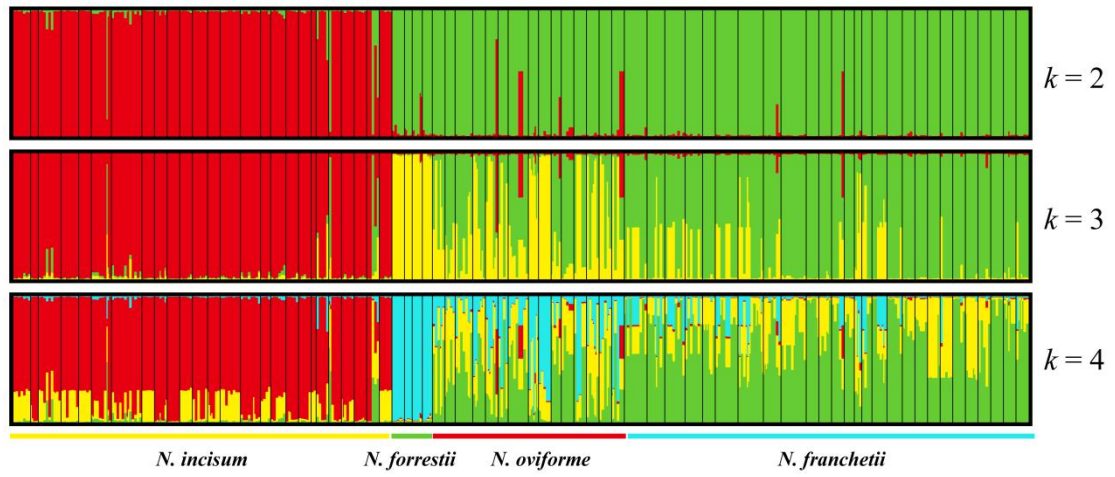 k = 2
k = 3
k = 4
N. incisum N. forrestii N. oviforme N. franchetii